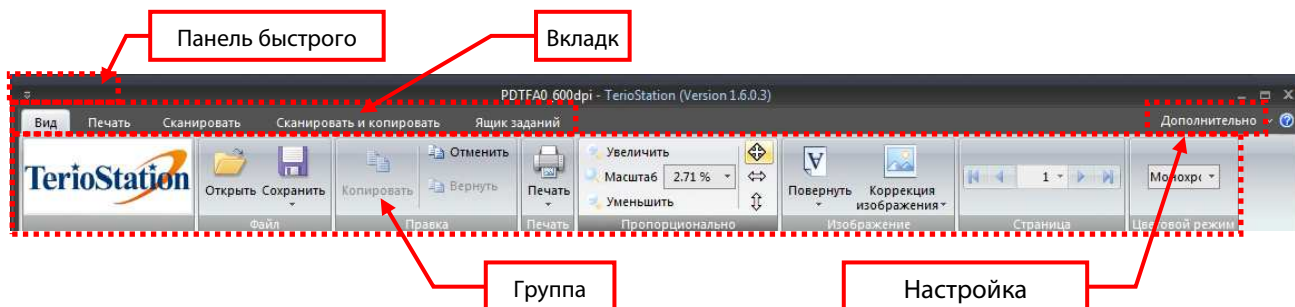 Панель быстрого
Вкладк
PDTFA0_600dpi - TerioStation (Version 1.6.0.3)
Вид Печать Сканировать Сканировать и копировать Ящик заданий Дополнительно
TerioStation
Открыть Сохранить
Файл
Копировать
Отменить
Вернуть
Правка
Печать
Печать
Увеличить
Масштаб 2.71 %
Уменьшить
Пропорционально
Повернуть
Коррекция
изображения
Изображение
1
Страница
Монохрс
Цветовой режим
Группа
Настройка